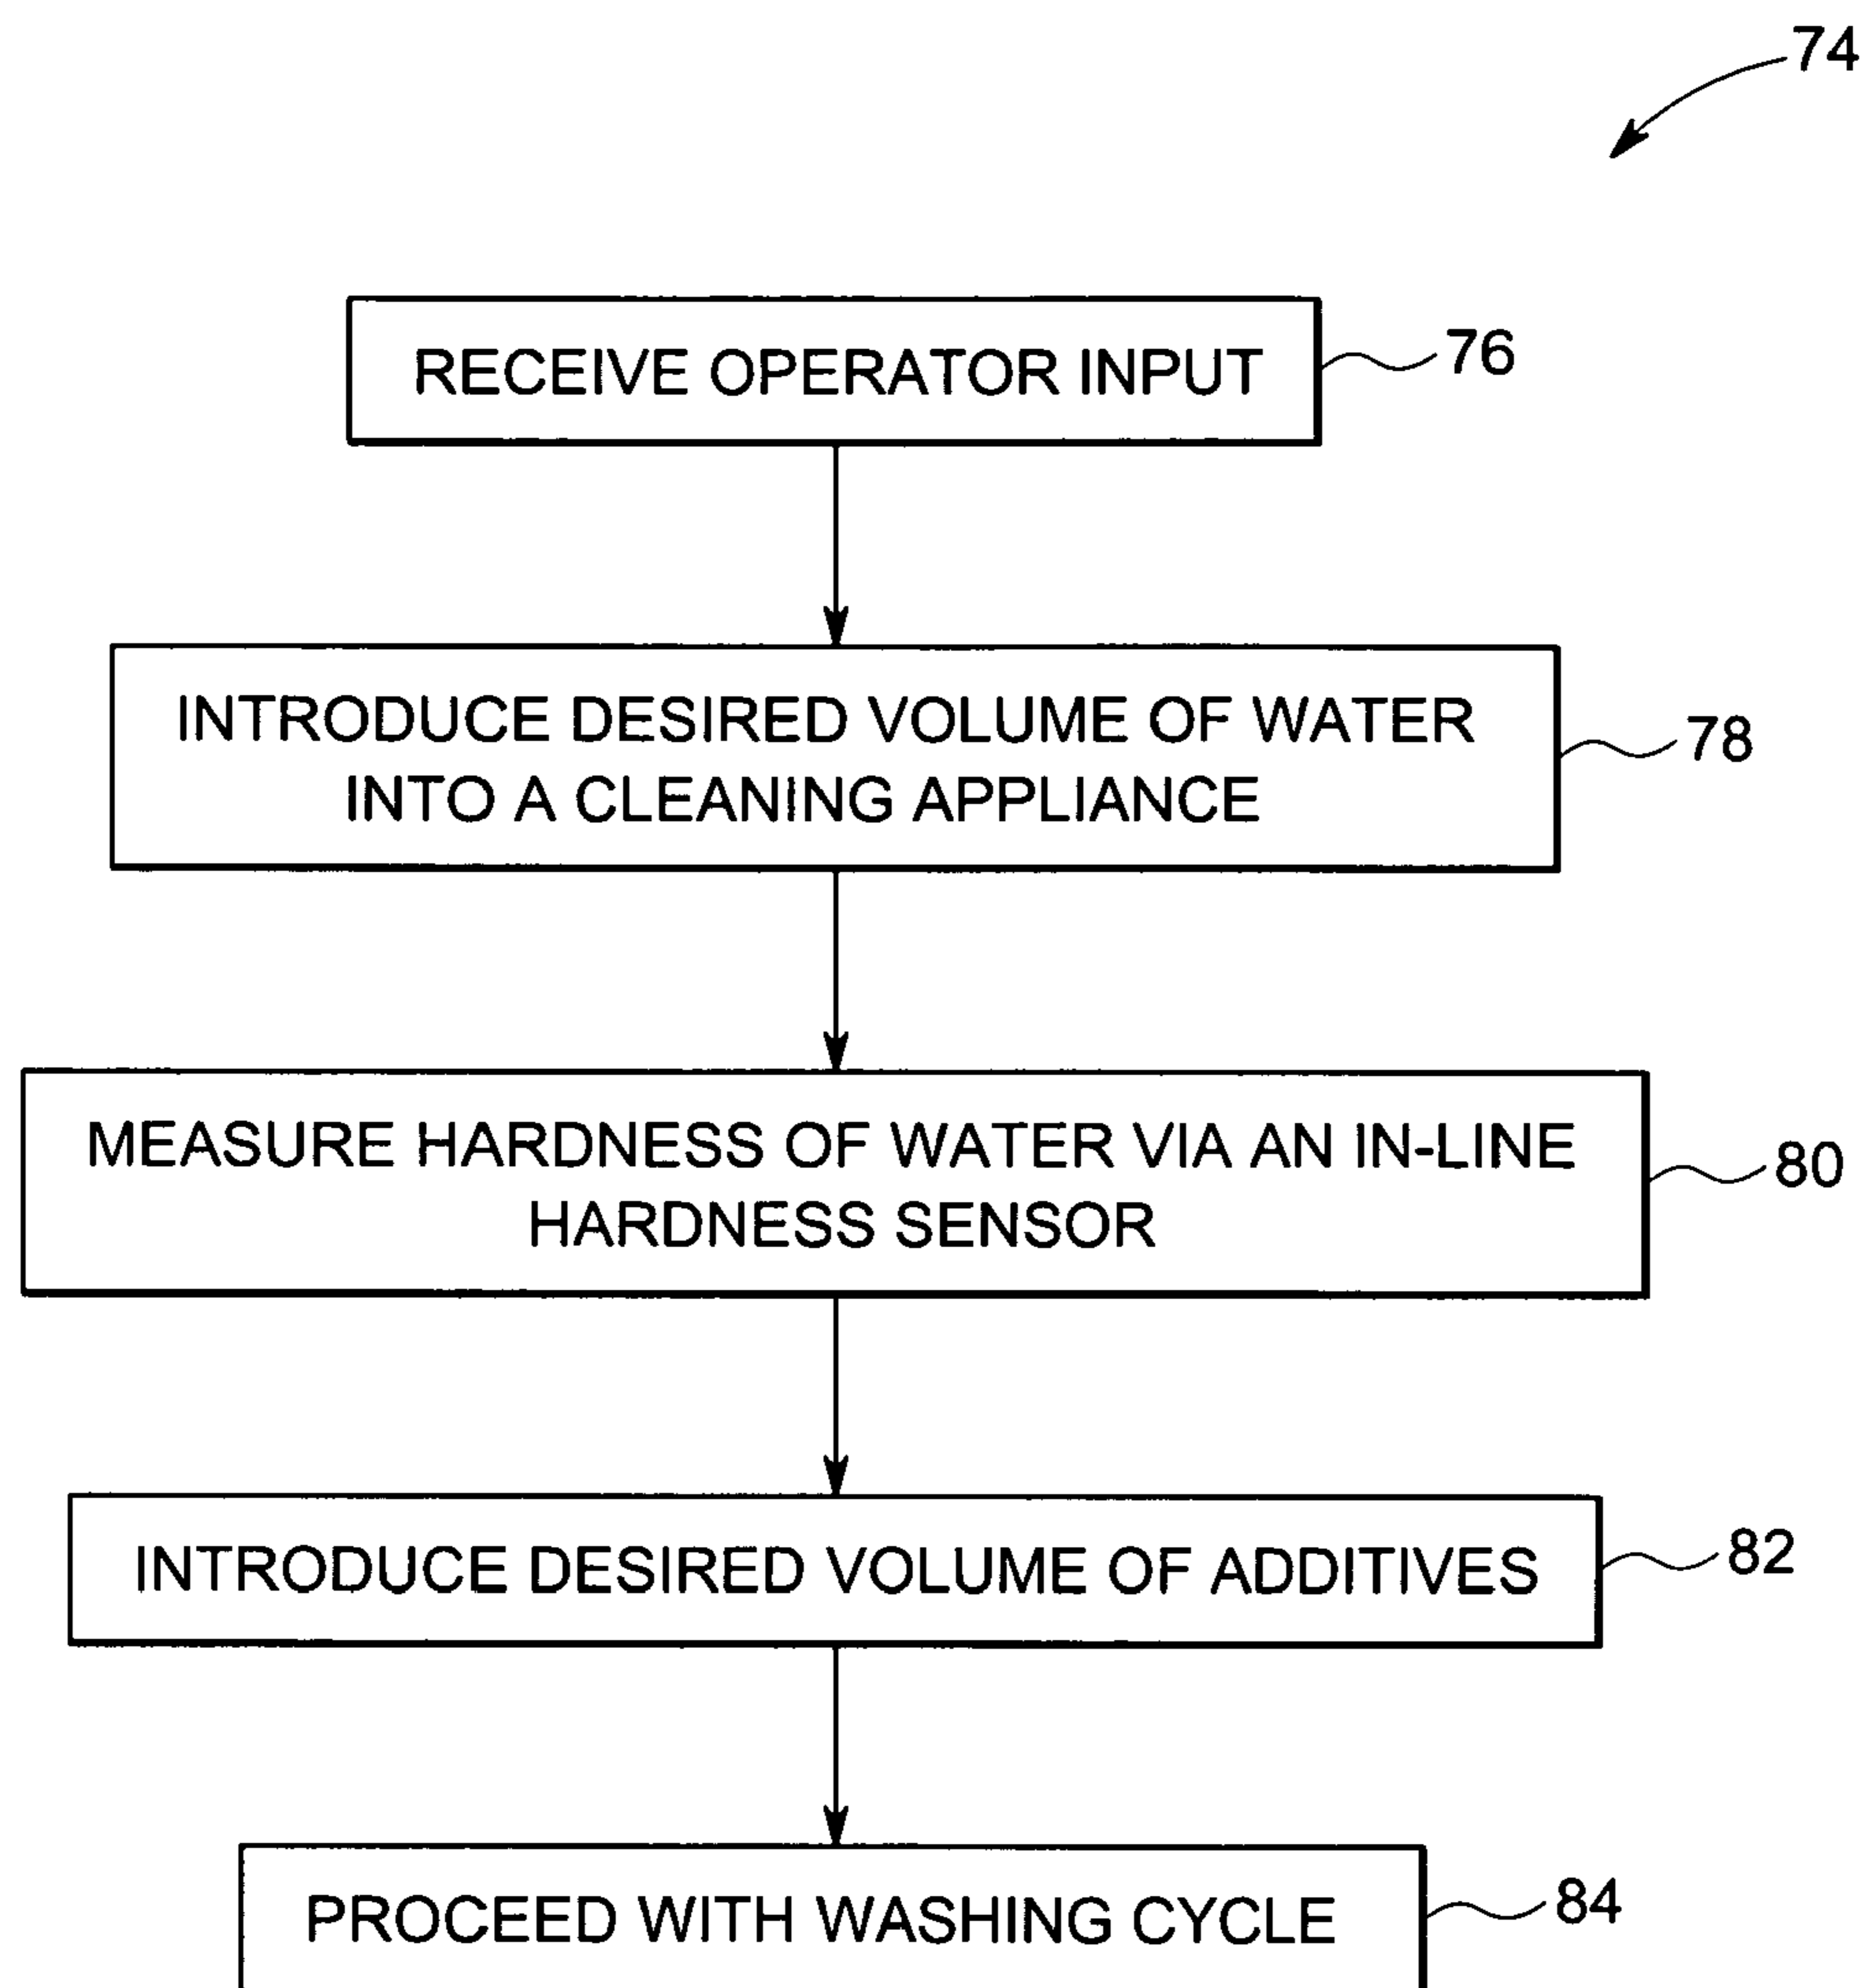 74
RECEIVE OPERATOR INPUT
76
INTRODUCE DESIRED VOLUME OF WATER
INTO A CLEANING APPLIANCE
78
MEASURE HARDNESS OF WATER VIA AN IN-LINE
HARDNESS SENSOR
80
INTRODUCE DESIRED VOLUME OF ADDITIVES
82
PROCEED WITH WASHING CYCLE
84